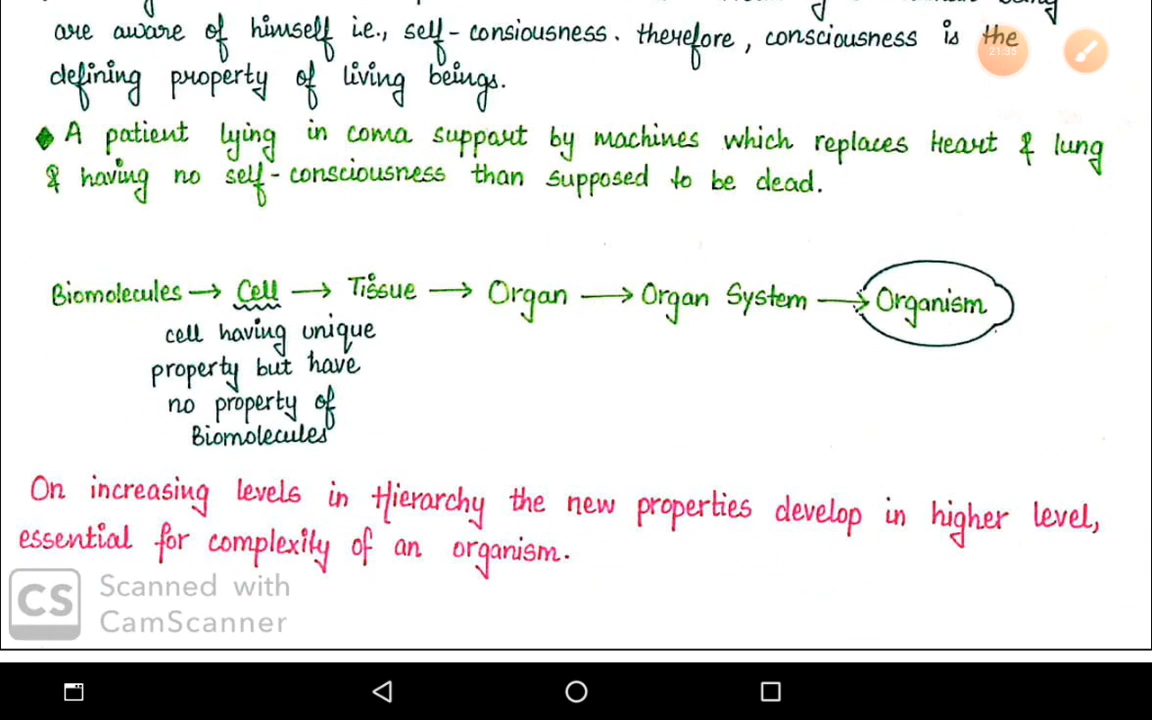 are aware of himself i.e., self-consiousness. therefore, consciousness is the
21:35
defining property of living beings.
A patient lying in coma support by machines which replaces Heart & lung
& having no self-consciousness than supposed to be dead.
Biomolecules → Cell → Tissue → Organ → Organ System → Organism
cell having unique
property but have
no property of
Biomolecules
On increasing levels in Hierarchy the new properties develop in higher level,
essential for complexity of an organism.
CS Scanned with
CamScanner